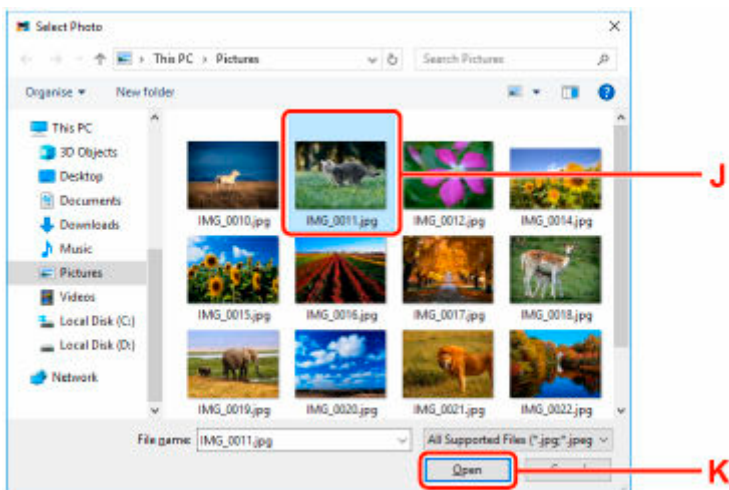 Select Photo
This PC > Pictures
Search Pictures
Organise
New folder
This PC
3D Objects
Desktop
Documents
Downloads
Music
Pictures
Videos
Local Disk (C:)
Local Disk (D:)
Network
IMG_0010.jpg IMG_0011.jpg IMG_0012.jpg IMG_0014.jpg
IMG_0015.jpg IMG_0016.jpg IMG_0017.jpg IMG_0018.jpg
IMG_0019.jpg IMG_0020.jpg IMG_0021.jpg IMG_0022.jpg
J
File name: IMG_0011.jpg
All Supported Files (*.jpg;*.jpeg
Open
K